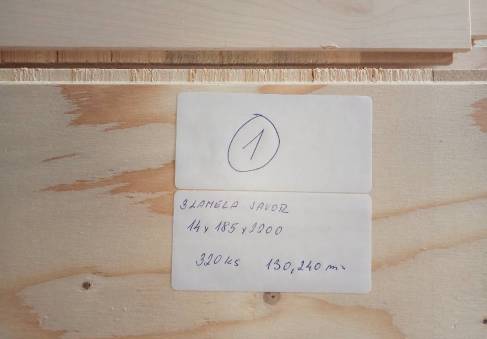 1
3LAMELA JAVOR
14 x 185 x 2200
320 ks 130,240 m²